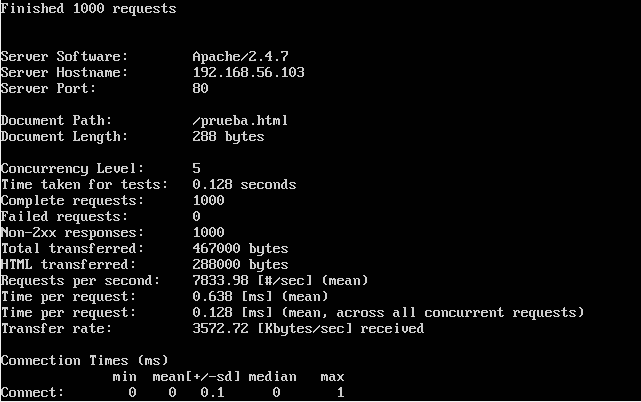 Finished 1000 requests
Server Software: Apache/2.4.7
Server Hostname: 192.168.56.103
Server Port: 80
Document Path: /prueba.html
Document Length: 288 bytes
Concurrency Level: 5
Time taken for tests: 0.128 seconds
Complete requests: 1000
Failed requests: 0
Non-2xx responses: 1000
Total transferred: 467000 bytes
HTML transferred: 288000 bytes
Requests per second: 7833.98 [#/sec] (mean)
Time per request: 0.638 [ms] (mean)
Time per request: 0.128 [ms] (mean, across all concurrent requests)
Transfer rate: 3572.72 [Kbytes/sec] received
Connection Times (ms)
min mean[+/-sd] median max
Connect: 0 0 0.1 0 1